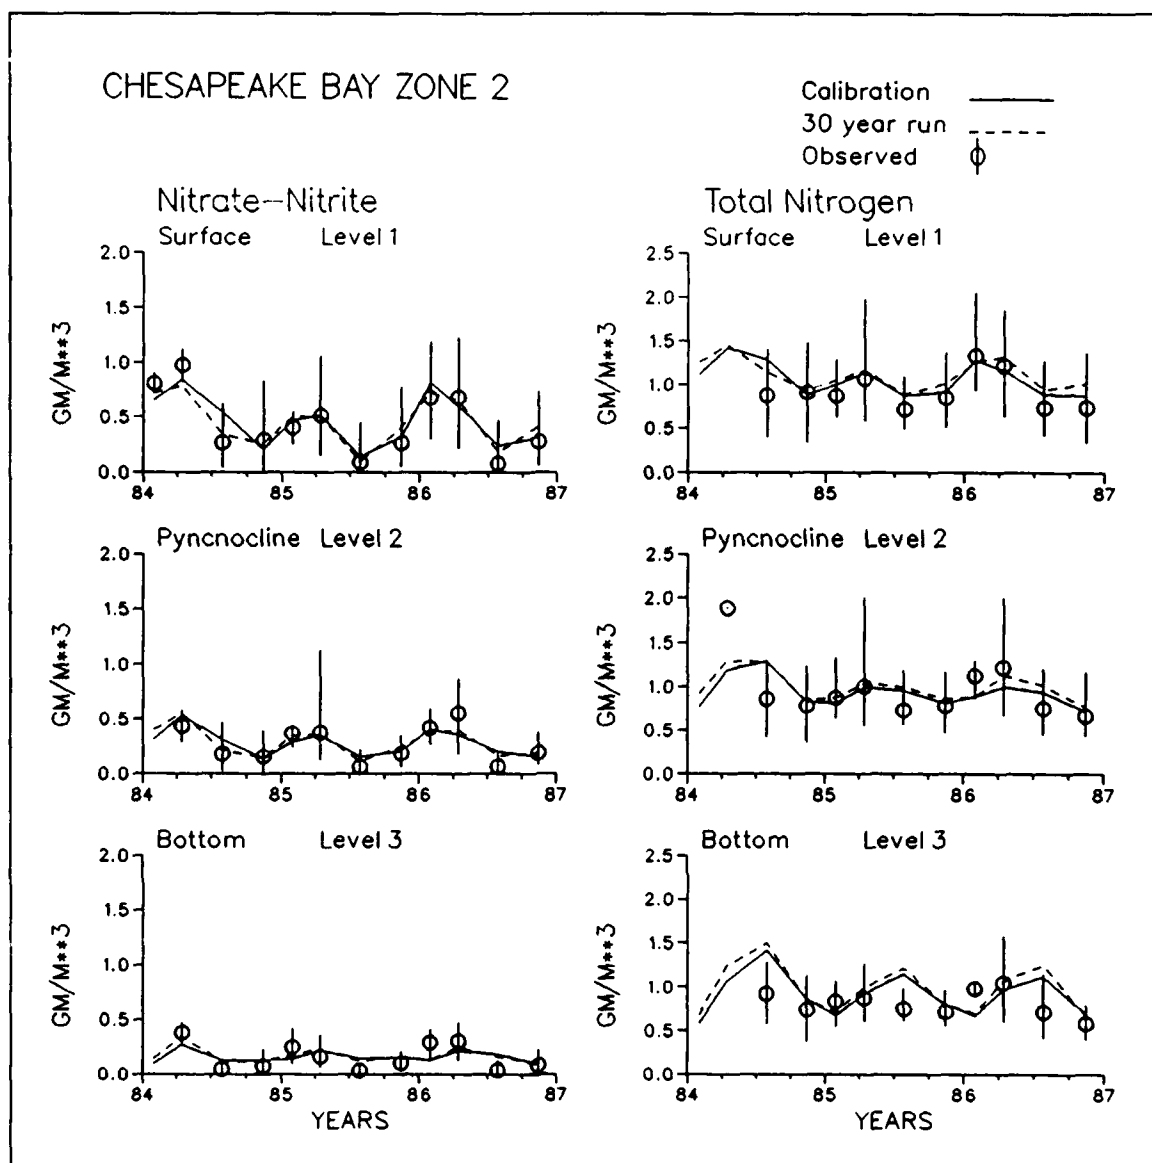 CHESAPEAKE BAY ZONE 2
Calibration
30 year run
Observed
Nitrate--Nitrite
Surface Level 1
2.0
1.5
1.0
0.5
0.0
GM/M**3
84 85 86 87
Total Nitrogen
Surface Level 1
2.5
2.0
1.5
1.0
0.5
0.0
GM/M**3
84 85 86 87
Pyncnocline Level 2
2.0
1.5
1.0
0.5
0.0
GM/M**3
84 85 86 87
Pyncnocline Level 2
2.5
2.0
1.5
1.0
0.5
0.0
GM/M**3
84 85 86 87
Bottom Level 3
2.0
1.5
1.0
0.5
0.0
GM/M**3
84 85 86 87
YEARS
Bottom Level 3
2.5
2.0
1.5
1.0
0.5
0.0
GM/M**3
84 85 86 87
YEARS